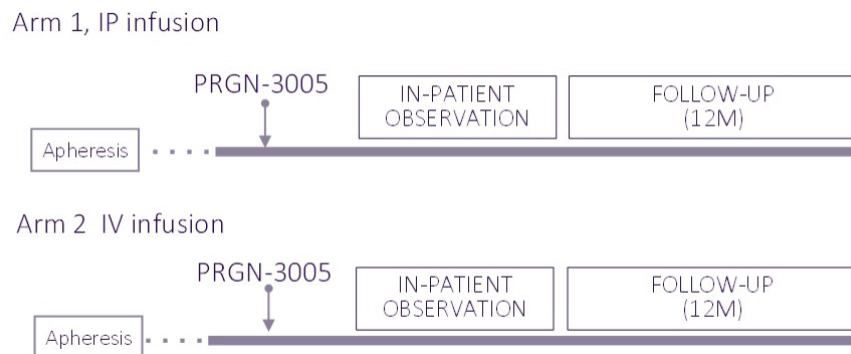 Arm 1, IP infusion
PRGN-3005
IN-PATIENT
OBSERVATION
FOLLOW-UP
(12M)
Apheresis
Arm 2 IV infusion
PRGN-3005
IN-PATIENT
OBSERVATION
FOLLOW-UP
(12M)
Apheresis